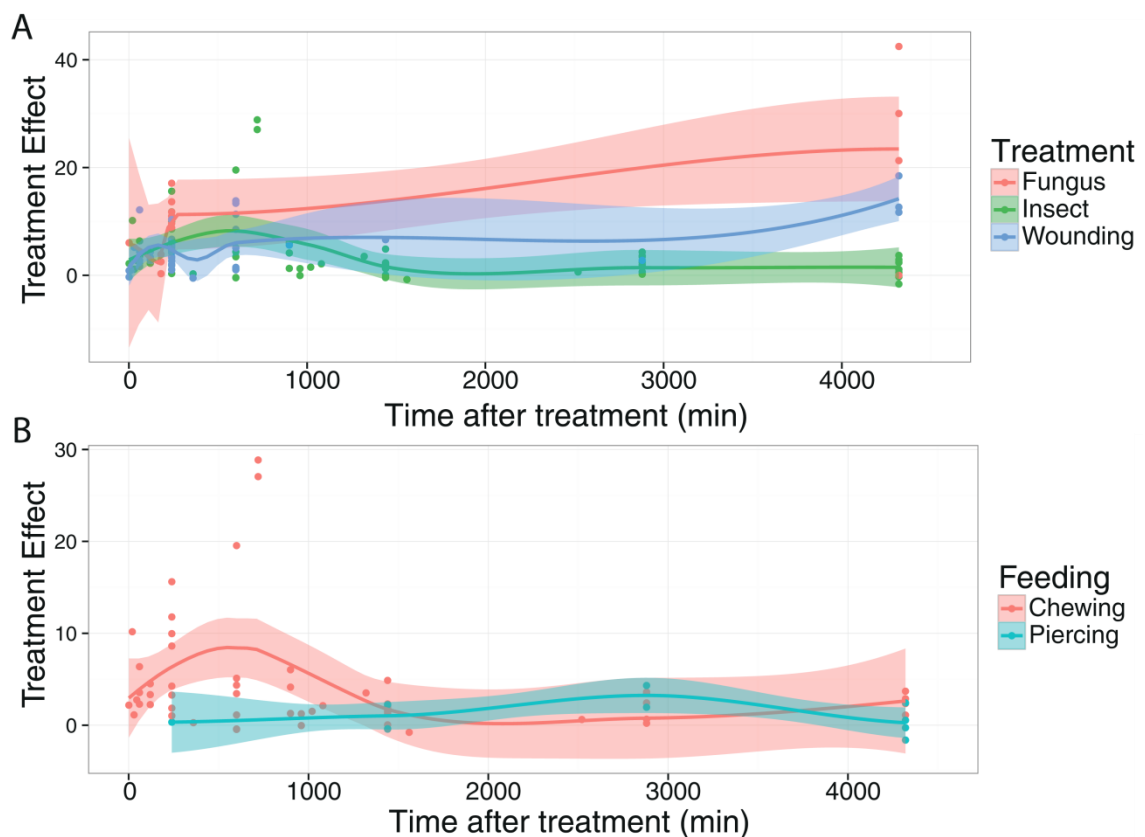 A
Treatment Effect
40
20
0
0 1000 2000 3000 4000
Time after treatment (min)
Treatment
Fungus
Insect
Wounding
B
Treatment Effect
30
20
10
0
0 1000 2000 3000 4000
Time after treatment (min)
Feeding
Chewing
Piercing